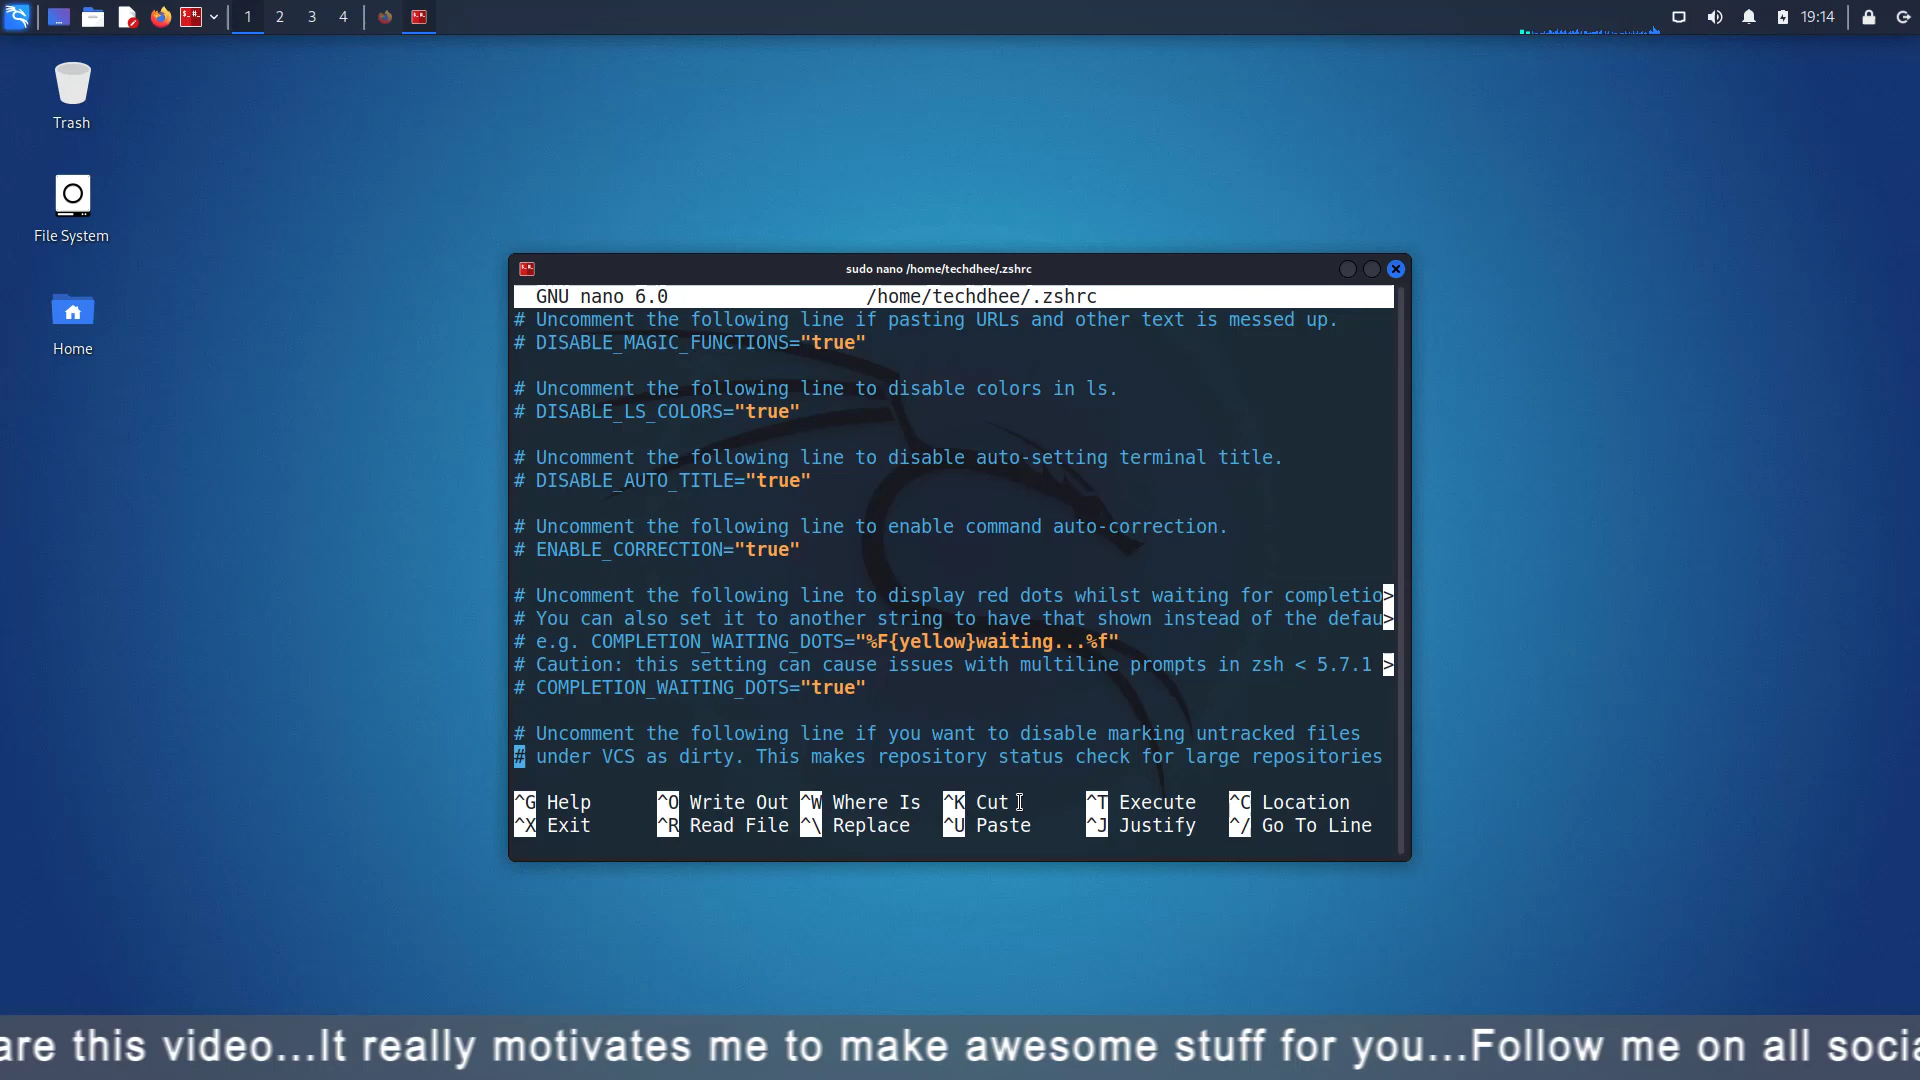 1 2 3 4
19:14
Trash
File System
Home
sudo nano /home/techdhee/.zshrc
GNU nano 6.0 /home/techdhee/.zshrc
# Uncomment the following line if pasting URLs and other text is messed up.
# DISABLE_MAGIC_FUNCTIONS="true"
# Uncomment the following line to disable colors in ls.
# DISABLE_LS_COLORS="true"
# Uncomment the following line to disable auto-setting terminal title.
# DISABLE_AUTO_TITLE="true"
# Uncomment the following line to enable command auto-correction.
# ENABLE_CORRECTION="true"
# Uncomment the following line to display red dots whilst waiting for completio>
# You can also set it to another string to have that shown instead of the defau>
# e.g. COMPLETION_WAITING_DOTS="%F{yellow}waiting...%f"
# Caution: this setting can cause issues with multiline prompts in zsh < 5.7.1 >
# COMPLETION_WAITING_DOTS="true"
# Uncomment the following line if you want to disable marking untracked files
# under VCS as dirty. This makes repository status check for large repositories
^G Help ^O Write Out ^W Where Is ^K Cut ^T Execute ^C Location
^X Exit ^R Read File ^\ Replace ^U Paste ^J Justify ^/ Go To Line
are this video...It really motivates me to make awesome stuff for you...Follow me on all socia